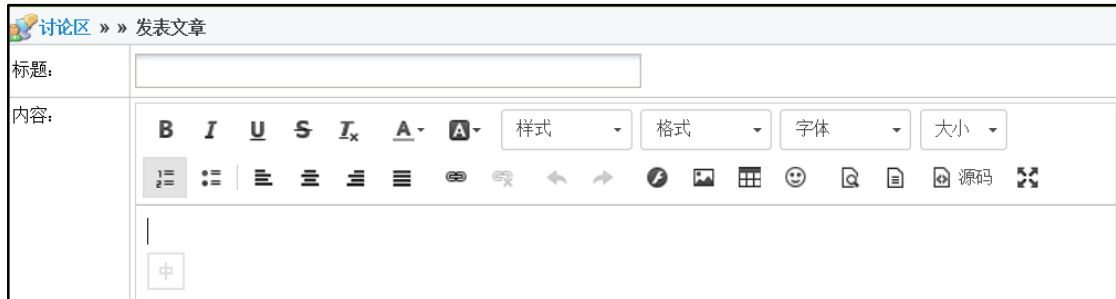 讨论区 » » 发表文章
标题:
内容:
B I U S Tx A A 样式 格式 字体 大小
源码
中